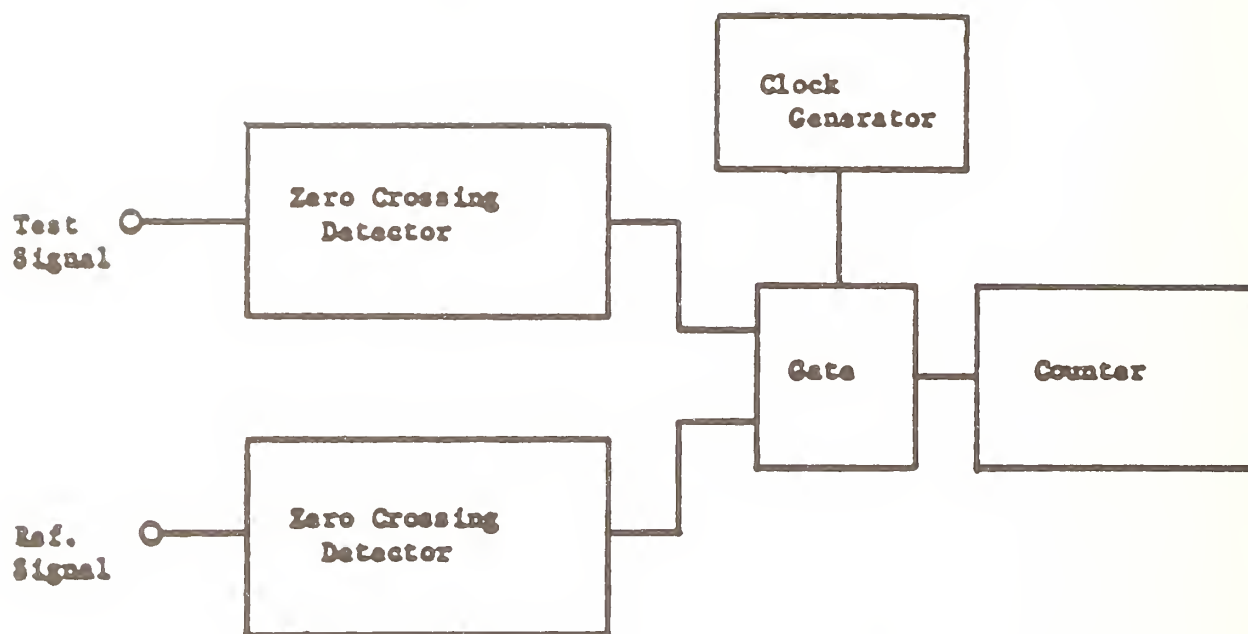 Clock
Generator
Zero Crossing
Detector
Test
Signal
Gate
Counter
Zero Crossing
Detector
Ref.
Signal